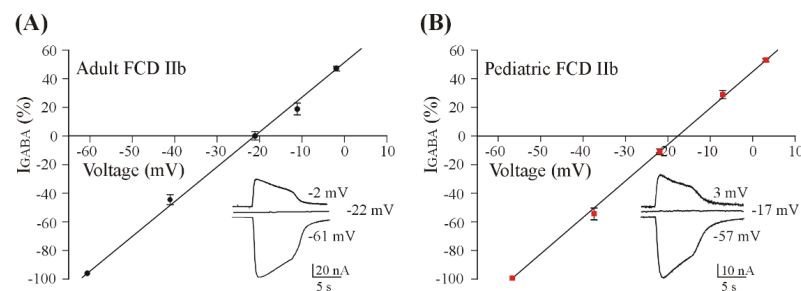 (A)
Adult FCD IIb
IGABA (%)
60
40
20
0
-20
-40
-60
-80
-100
-60 -50 -40 -30 -20 -10 0 10
Voltage (mV)
-2 mV
-22 mV
-61 mV
20 nA
5 s
(B)
Pediatric FCD IIb
IGABA (%)
60
40
20
0
-20
-40
-60
-80
-100
-60 -50 -40 -30 -20 -10 0 10
Voltage (mV)
3 mV
-17 mV
-57 mV
10 nA
5 s